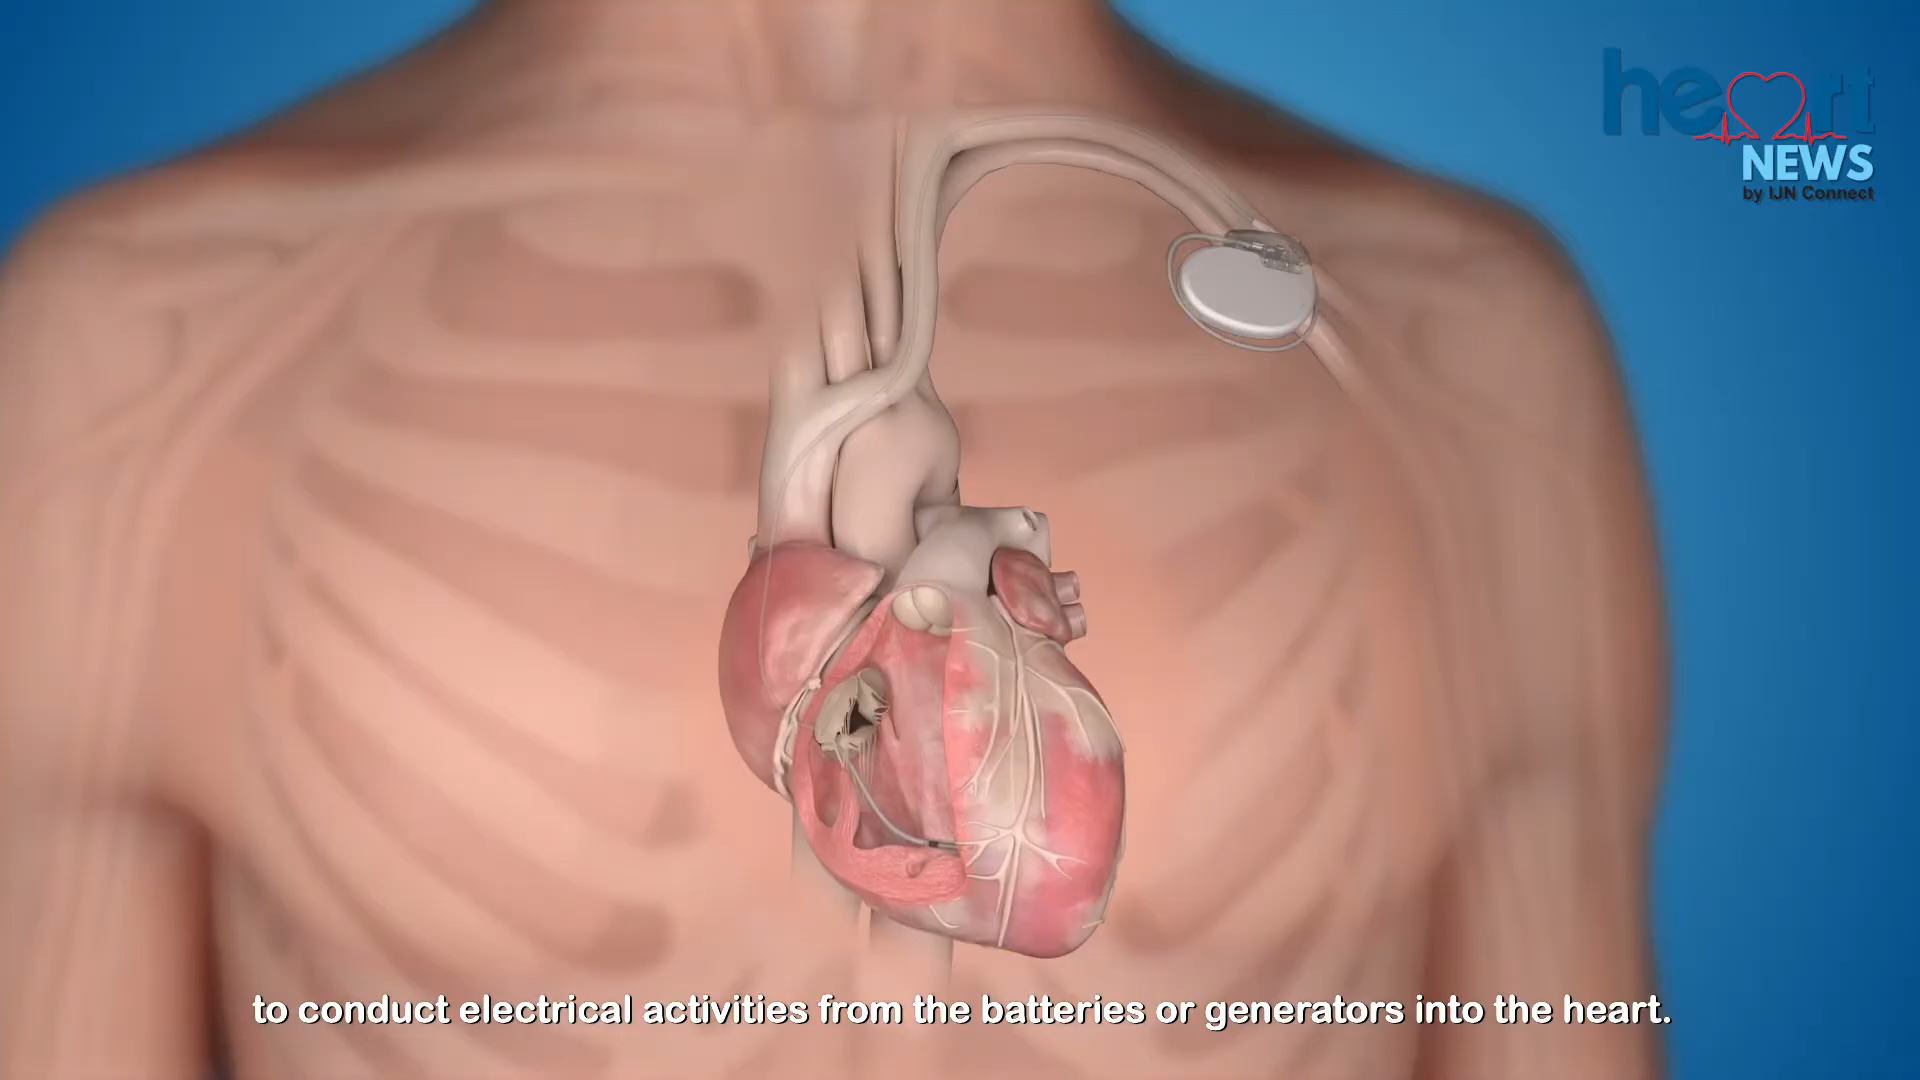 heart
NEWS
by IJN Connect
to conduct electrical activities from the batteries or generators into the heart.